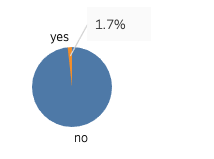 1.7%
yes
no